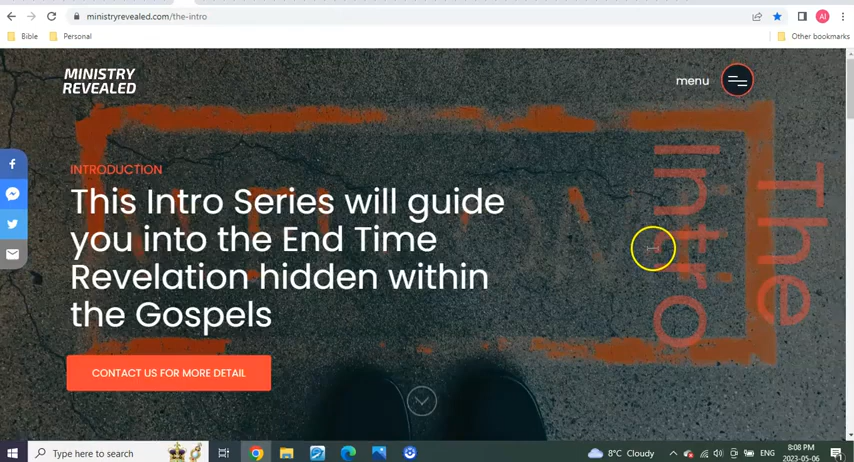 ministryrevealed.com/the-intro
AI
Bible
Personal
Other bookmarks
MINISTRY
REVEALED
menu
INTRODUCTION
This Intro Series will guide
you into the End Time
Revelation hidden within
the Gospels
The
Intro
CONTACT US FOR MORE DETAIL
Type here to search
8°C Cloudy
ENG
8:08 PM
2023-05-06